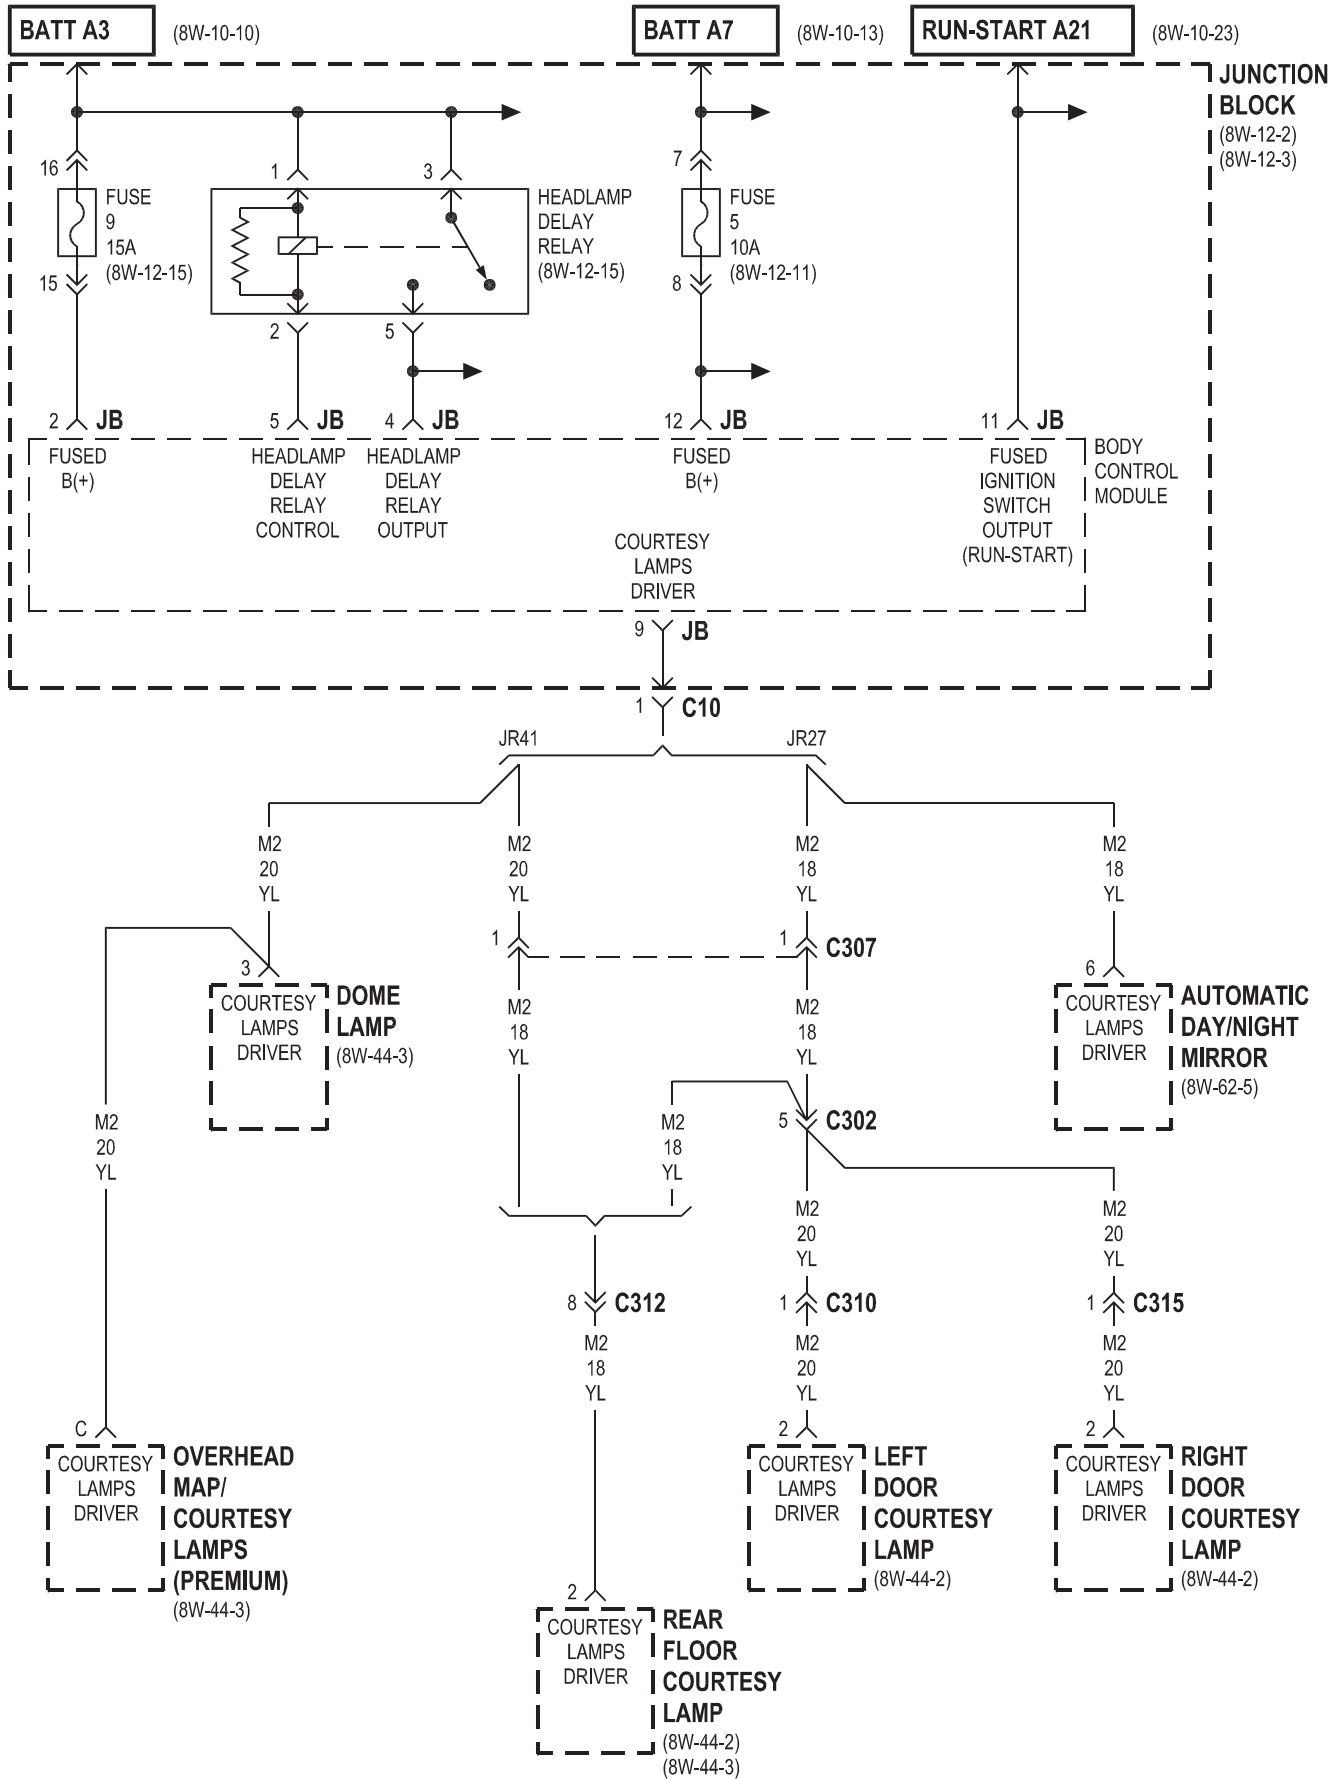 BATT A3 (8W-10-10) BATT A7 (8W-10-13) RUN-START A21 (8W-10-23)
JUNCTION
BLOCK
(8W-12-2)
(8W-12-3)
16
FUSE
9
15A
(8W-12-15)
15
1
3
HEADLAMP
DELAY
RELAY
(8W-12-15)
2
5
7
FUSE
5
10A
(8W-12-11)
8
2 JB
5 JB
4 JB
12 JB
11 JB
FUSED
B(+)
HEADLAMP
DELAY
RELAY
CONTROL
HEADLAMP
DELAY
RELAY
OUTPUT
FUSED
B(+)
FUSED
IGNITION
SWITCH
OUTPUT
(RUN-START)
BODY
CONTROL
MODULE
COURTESY
LAMPS
DRIVER
9 JB
1 C10
JR41
JR27
M2
20
YL
M2
20
YL
M2
18
YL
M2
18
YL
1
1 C307
3
COURTESY
LAMPS
DRIVER
DOME
LAMP
(8W-44-3)
M2
18
YL
M2
18
YL
6
COURTESY
LAMPS
DRIVER
AUTOMATIC
DAY/NIGHT
MIRROR
(8W-62-5)
M2
20
YL
M2
18
YL
5 C302
M2
20
YL
M2
20
YL
8 C312
1 C310
1 C315
M2
18
YL
M2
20
YL
M2
20
YL
C
COURTESY
LAMPS
DRIVER
OVERHEAD
MAP/
COURTESY
LAMPS
(PREMIUM)
(8W-44-3)
2
COURTESY
LAMPS
DRIVER
LEFT
DOOR
COURTESY
LAMP
(8W-44-2)
2
COURTESY
LAMPS
DRIVER
RIGHT
DOOR
COURTESY
LAMP
(8W-44-2)
2
COURTESY
LAMPS
DRIVER
REAR
FLOOR
COURTESY
LAMP
(8W-44-2)
(8W-44-3)